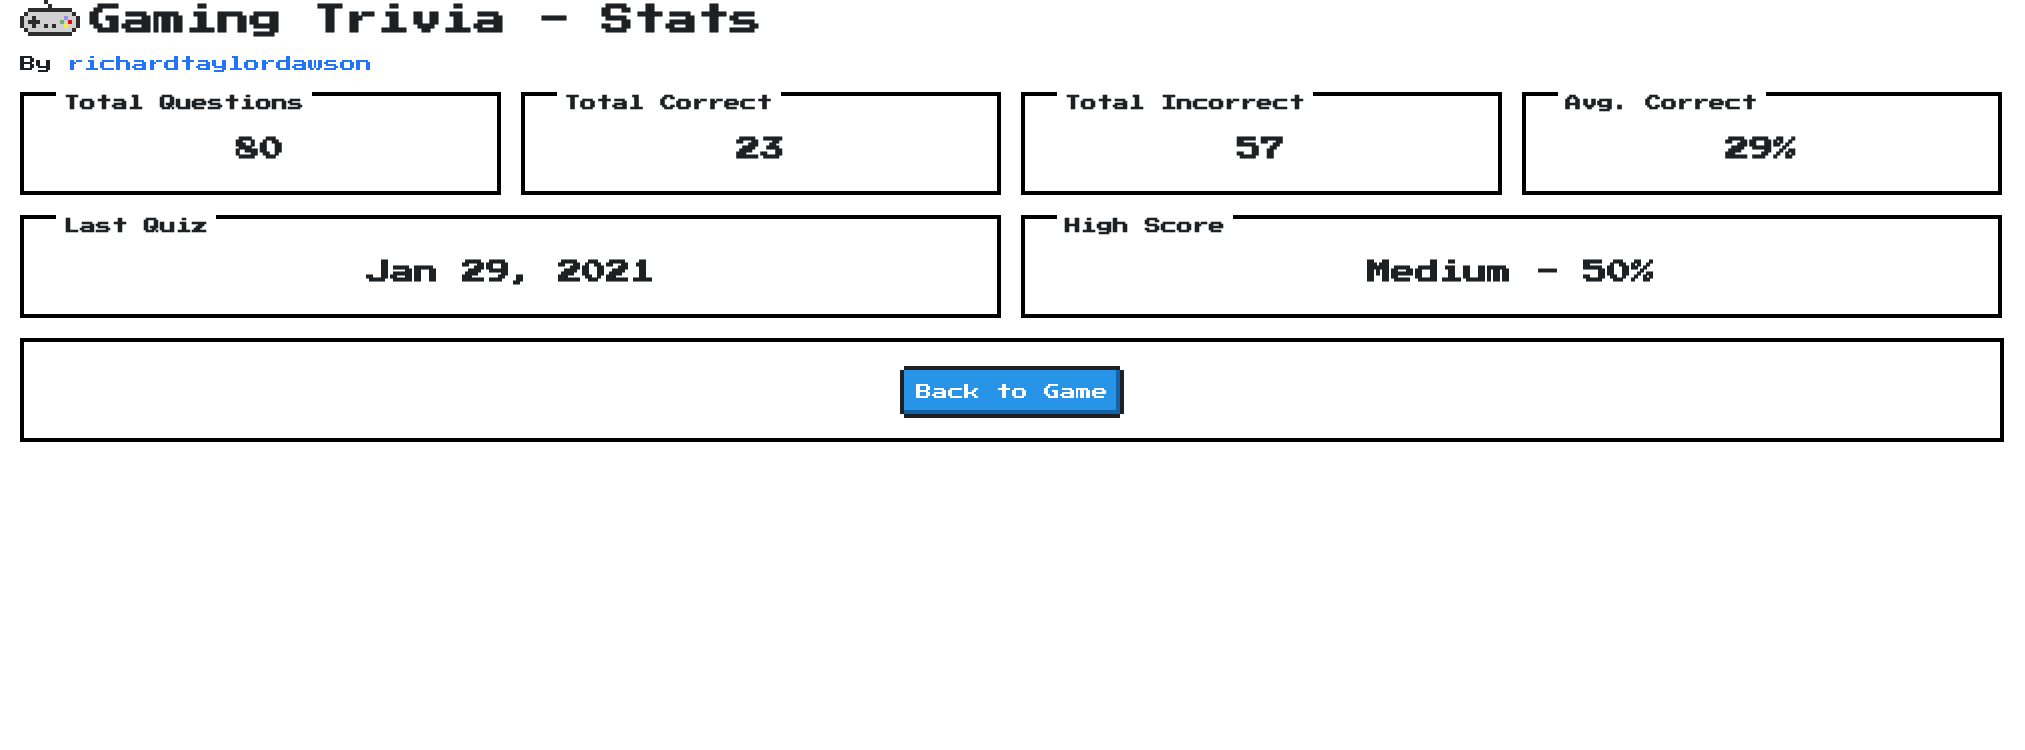 Gaming Trivia - Stats
By richardtaylordawson
Total Questions
80
Total Correct
23
Total Incorrect
57
Avg. Correct
29%
Last Quiz
Jan 29, 2021
High Score
Medium - 50%
Back to Game